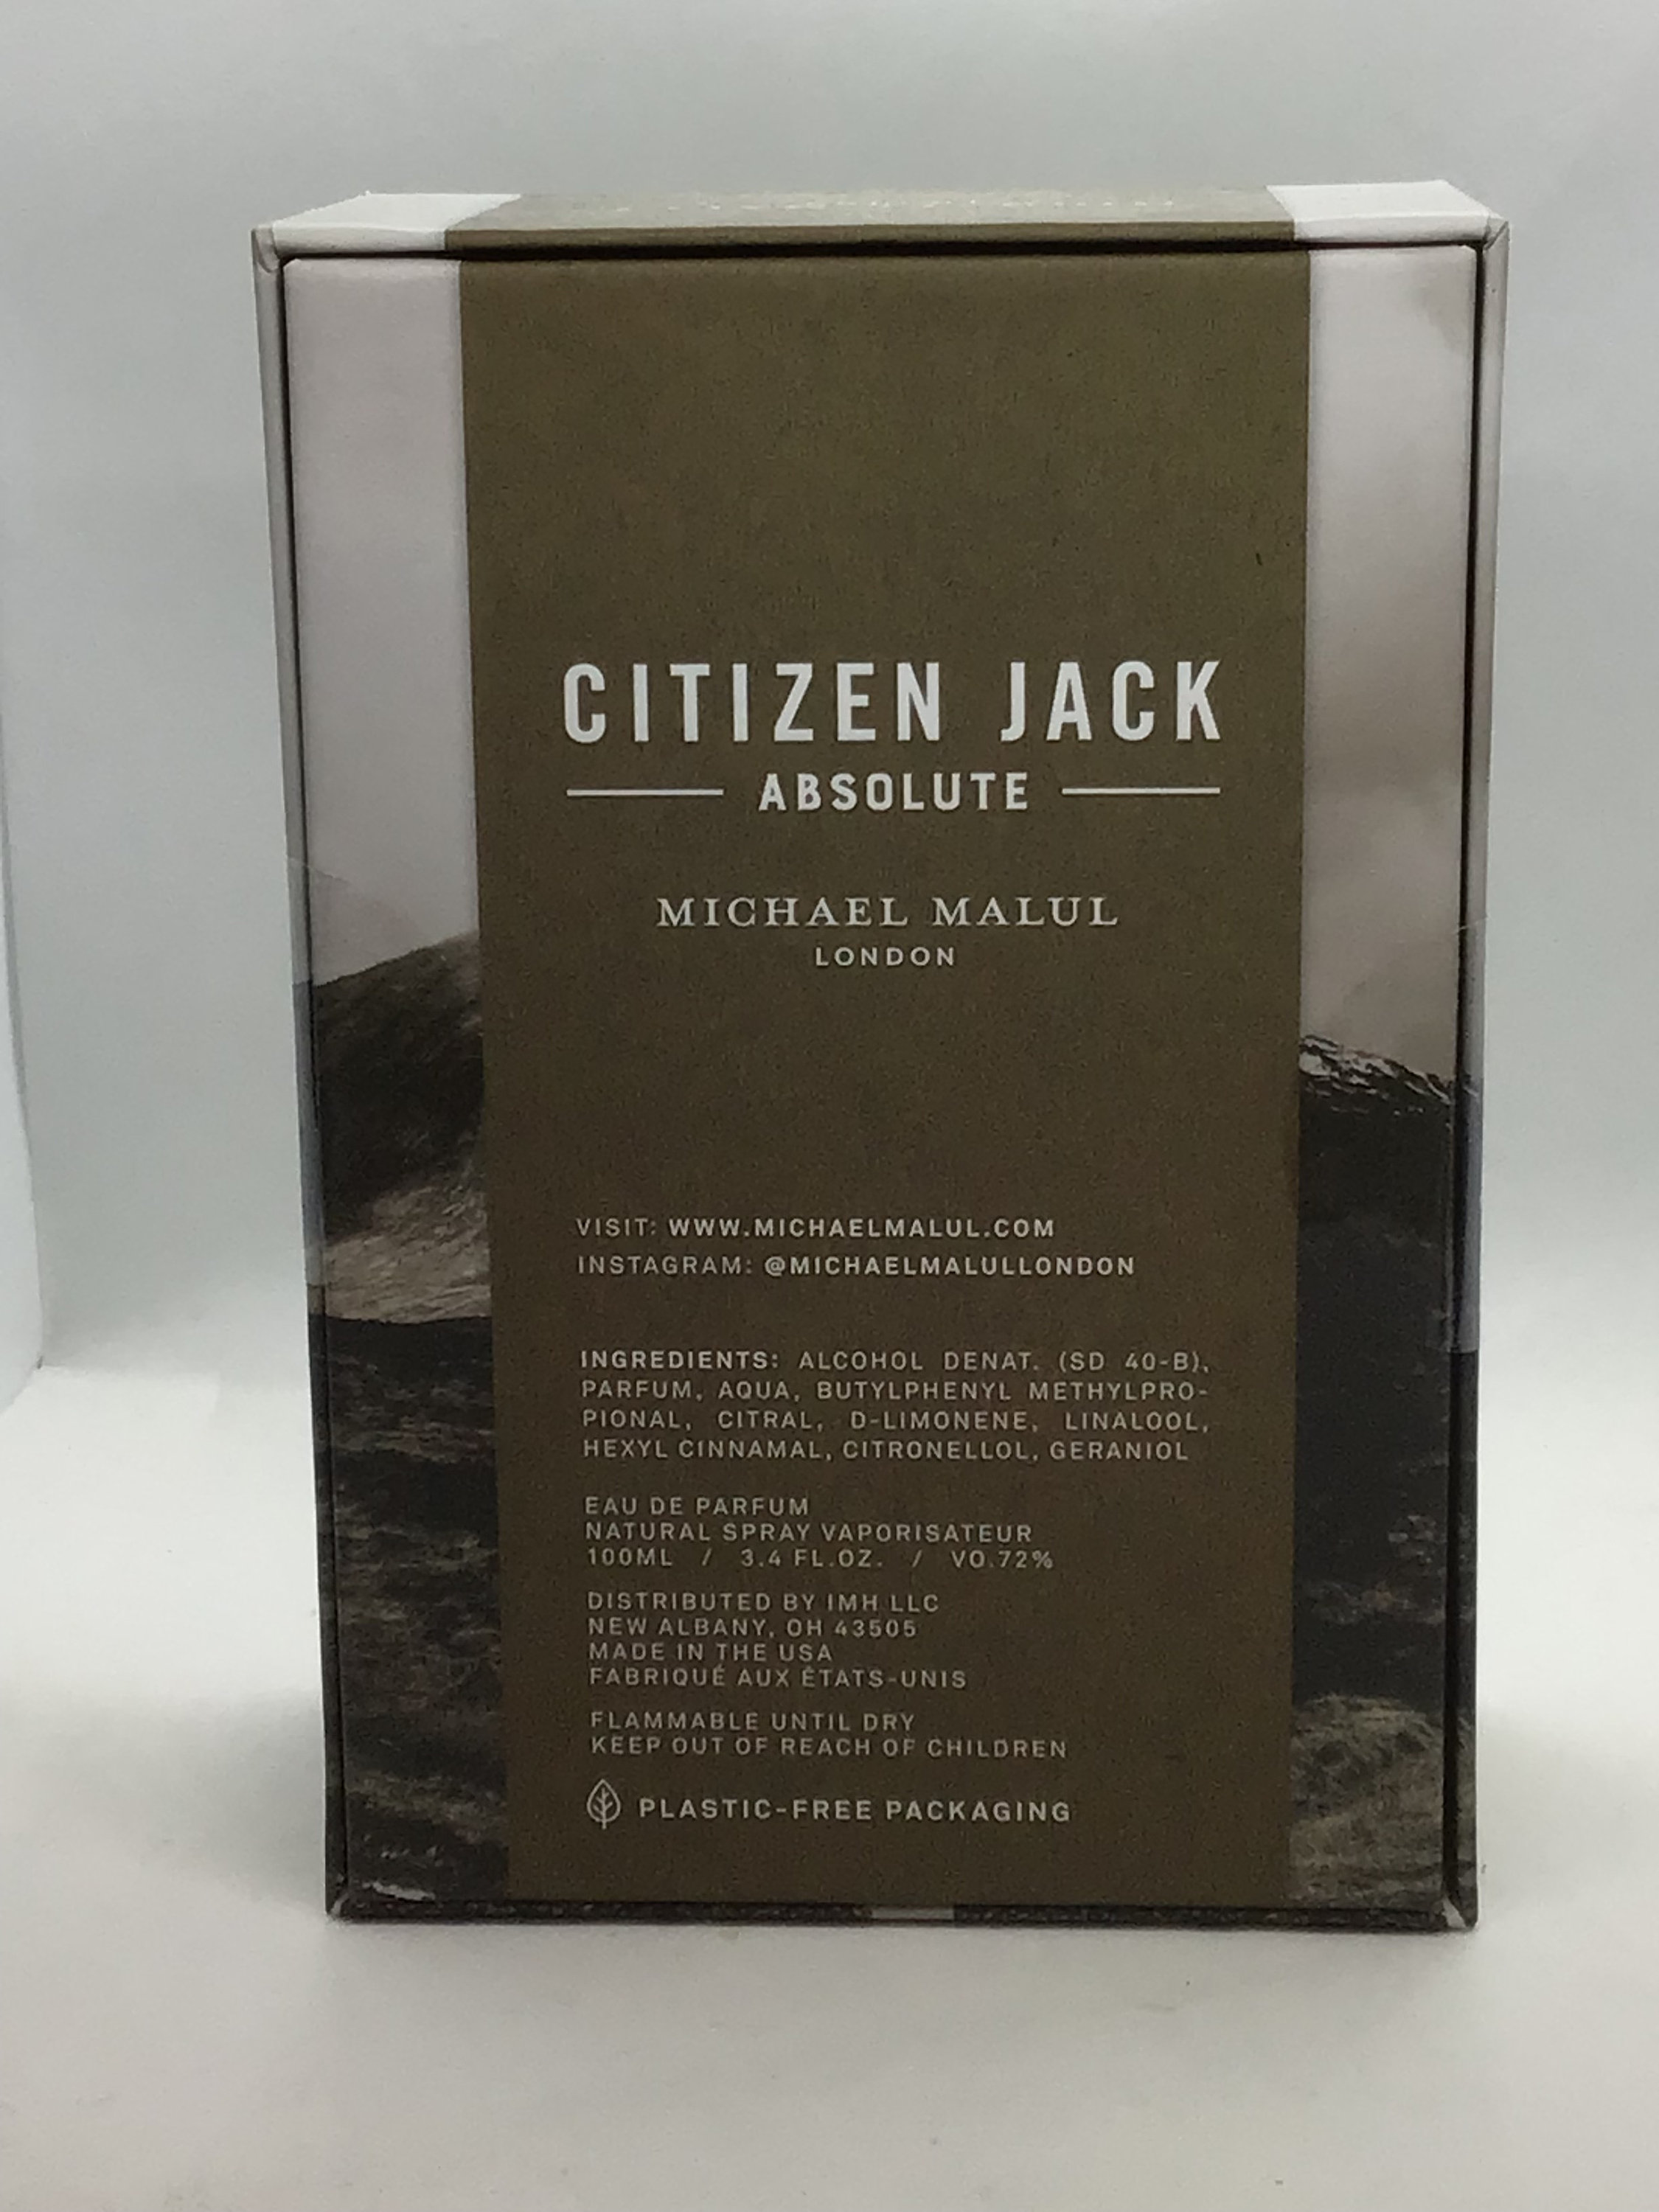 CITIZEN JACK
ABSOLUTE
MICHAEL MALUL
LONDON
VISIT: WWW.MICHAELMALUL.COM
INSTAGRAM: @MICHAELMALULLONDON
INGREDIENTS: ALCOHOL DENAT. (SD 40-B),
PARFUM, AQUA, BUTYLPHENYL METHYLPRO-
PIONAL, CITRAL, D-LIMONENE, LINALOOL,
HEXYL CINNAMAL, CITRONELLOL, GERANIOL
EAU DE PARFUM
NATURAL SPRAY VAPORISATEUR
100ML / 3.4 FL.OZ. / VO.72%
DISTRIBUTED BY IMH LLC
NEW ALBANY, OH 43505
MADE IN THE USA
FABRIQUÉ AUX ÉTATS-UNIS
FLAMMABLE UNTIL DRY
KEEP OUT OF REACH OF CHILDREN
PLASTIC-FREE PACKAGING